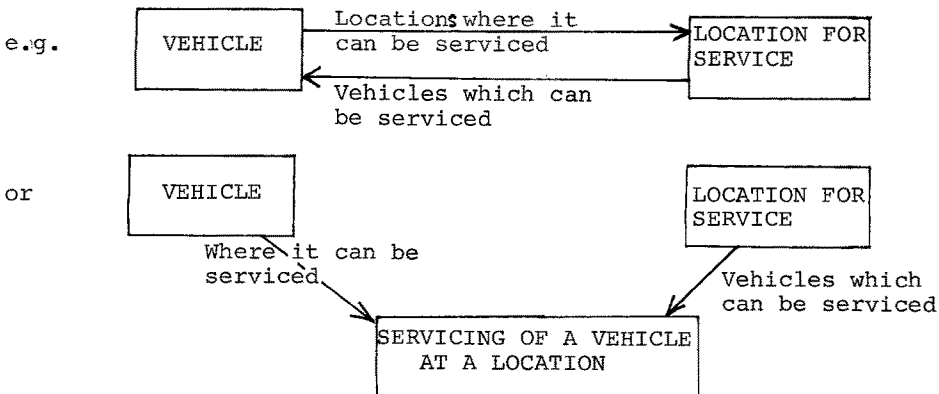 e.g.
VEHICLE
Locations where it
can be serviced
LOCATION FOR
SERVICE
Vehicles which can
be serviced
or
VEHICLE
LOCATION FOR
SERVICE
Where it can be
serviced
Vehicles which
can be serviced
SERVICING OF A VEHICLE
AT A LOCATION